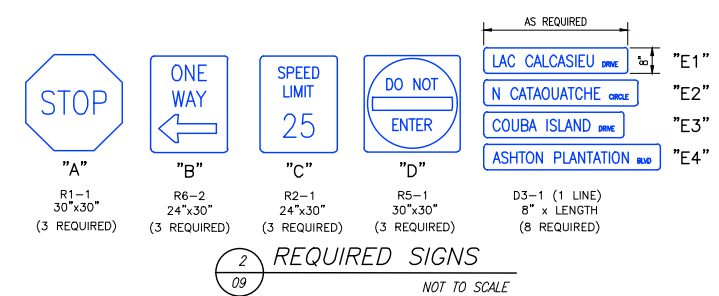 STOP
"A"
R1-1
30"x30"
(3 REQUIRED)
ONE
WAY
"B"
R6-2
24"x30"
(3 REQUIRED)
SPEED
LIMIT
25
"C"
R2-1
24"x30"
(3 REQUIRED)
DO NOT
ENTER
"D"
R5-1
30"x30"
(3 REQUIRED)
AS REQUIRED
LAC CALCASIEU DRIVE 8" "E1"
N CATAOUATCHE CIRCLE "E2"
COUBA ISLAND DRIVE "E3"
ASHTON PLANTATION BLVD "E4"
D3-1 (1 LINE)
8" x LENGTH
(8 REQUIRED)
2
09
REQUIRED SIGNS
NOT TO SCALE